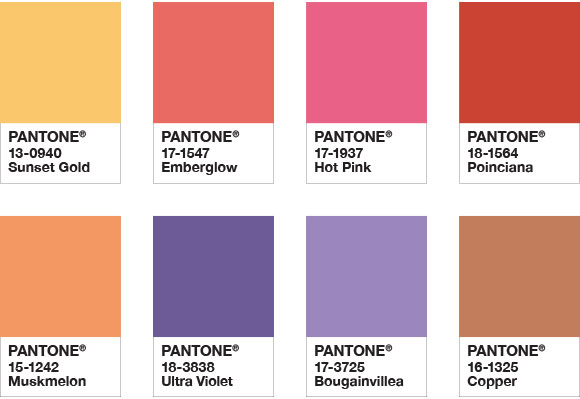 PANTONE®
13-0940
Sunset Gold
PANTONE®
17-1547
Emberglow
PANTONE®
17-1937
Hot Pink
PANTONE®
18-1564
Poinciana
PANTONE®
15-1242
Muskmelon
PANTONE®
18-3838
Ultra Violet
PANTONE®
17-3725
Bougainvillea
PANTONE®
16-1325
Copper